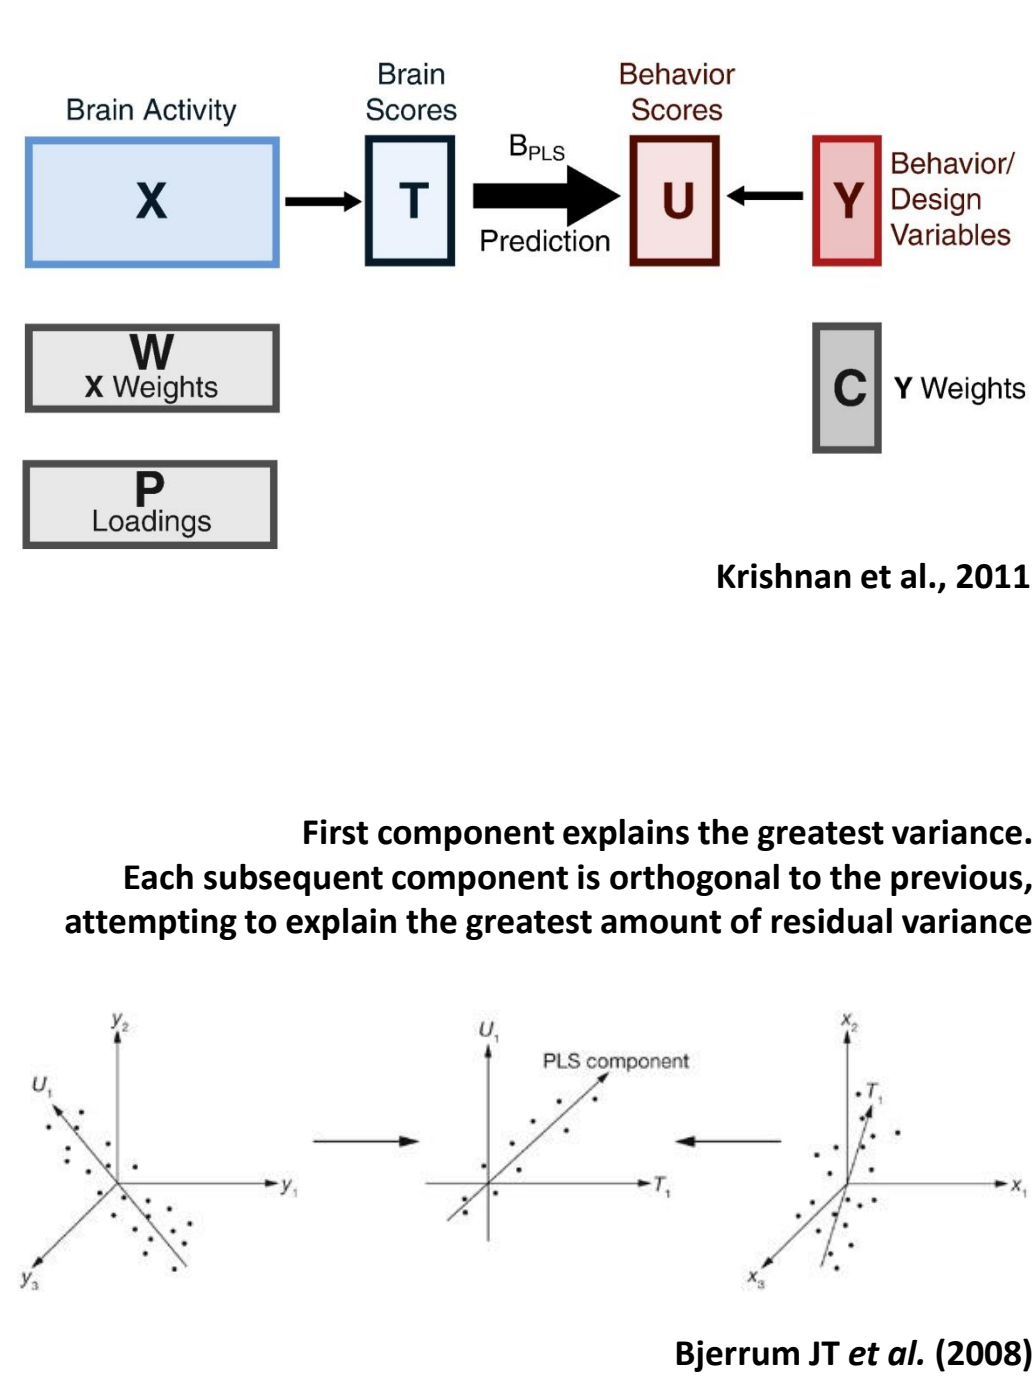 Brain Activity
Brain
Scores
Behavior
Scores
X
T
B_PLS
Prediction
U
Y
Behavior/
Design
Variables
W
X Weights
C
Y Weights
P
Loadings
Krishnan et al., 2011
First component explains the greatest variance.
Each subsequent component is orthogonal to the previous,
attempting to explain the greatest amount of residual variance
y₂
U₁
y₁
y₃
U₁
PLS component
T₁
x₂
T₁
x₁
x₃
Bjerrum JT et al. (2008)